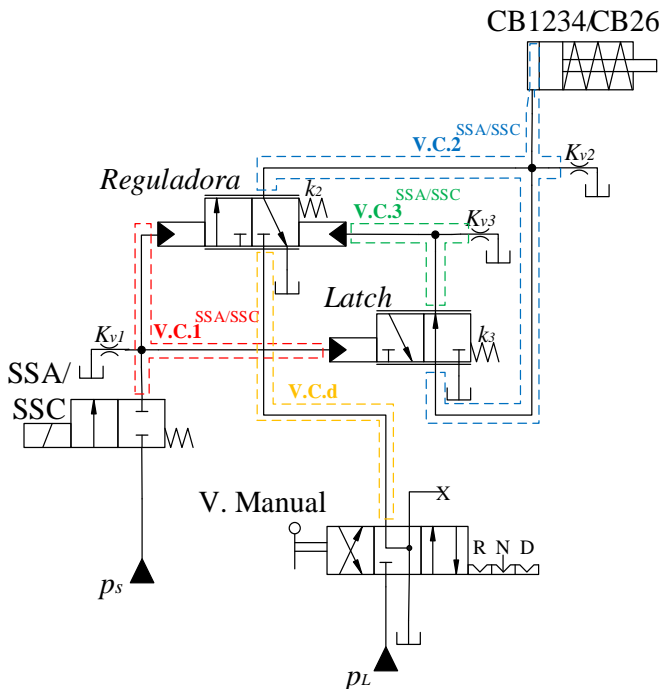 CB1234/CB26
SSA/SSC
V.C.2
Kv2
Reguladora
k2
SSA/SSC
V.C.3
Kv3
Latch
SSA/SSC
V.C.1
Kv1
k3
SSA/
SSC
V.C.d
V. Manual
X
R N D
ps
pL